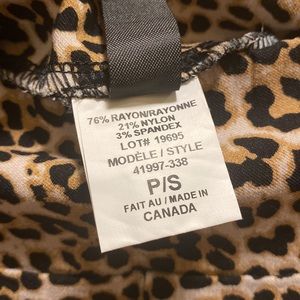 76% RAYON/RAYONNE
21% NYLON
3% SPANDEX
LOT# 19695
MODÈLE / STYLE
41997-338
P/S
FAIT AU / MADE IN
CANADA